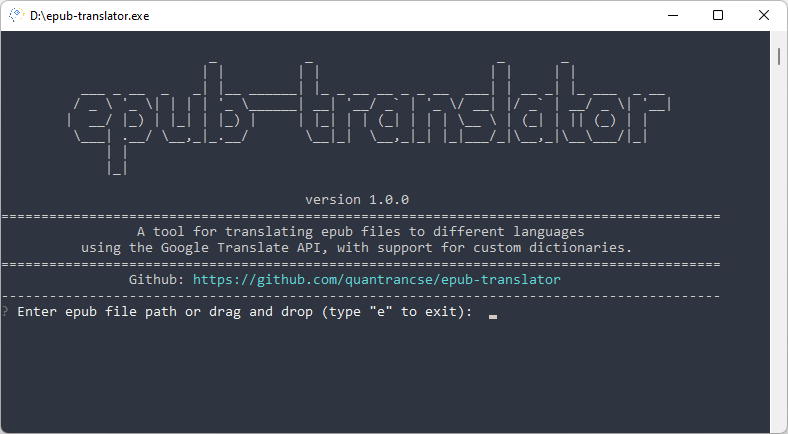 D:\epub-translator.exe
epub-translator
version 1.0.0
A tool for translating epub files to different languages
using the Google Translate API, with support for custom dictionaries.
Github: https://github.com/quantrancse/epub-translator
? Enter epub file path or drag and drop (type "e" to exit):